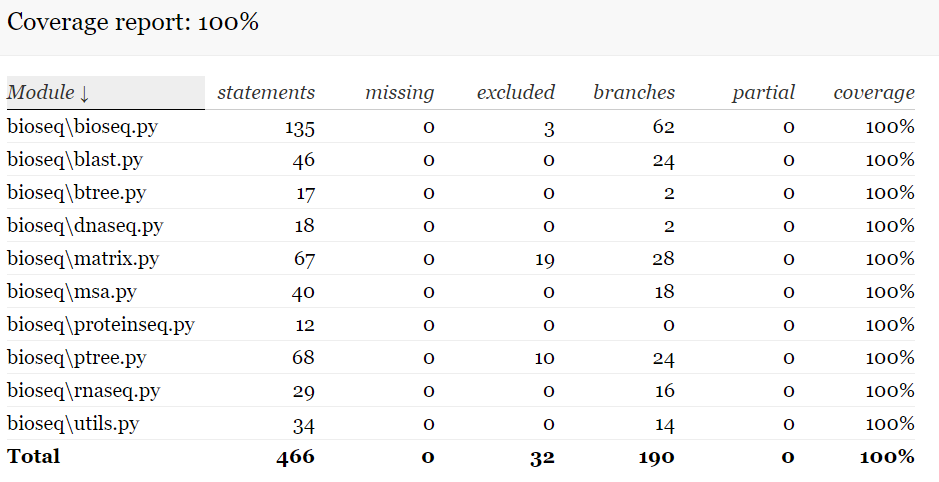 Coverage report: 100%
Module ↓ statements missing excluded branches partial coverage
bioseq\bioseq.py 135 0 3 62 0 100%
bioseq\blast.py 46 0 0 24 0 100%
bioseq\btree.py 17 0 0 2 0 100%
bioseq\dnaseq.py 18 0 0 2 0 100%
bioseq\matrix.py 67 0 19 28 0 100%
bioseq\msa.py 40 0 0 18 0 100%
bioseq\proteinseq.py 12 0 0 0 0 100%
bioseq\ptree.py 68 0 10 24 0 100%
bioseq\rnaseq.py 29 0 0 16 0 100%
bioseq\utils.py 34 0 0 14 0 100%
Total 466 0 32 190 0 100%